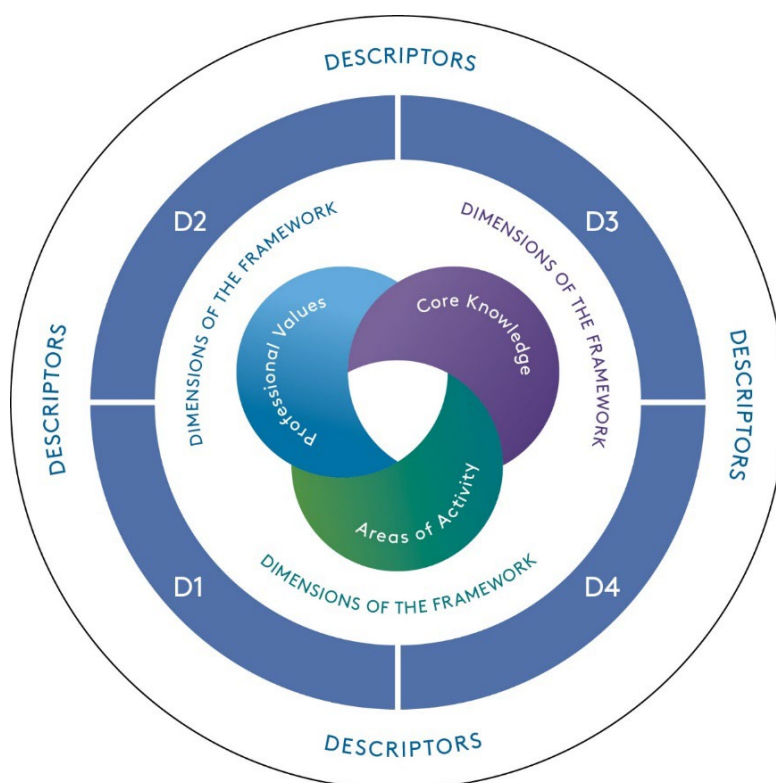 DESCRIPTORS
D2
D3
DIMENSIONS OF THE FRAMEWORK
DIMENSIONS OF THE FRAMEWORK
Professional Values
Core Knowledge
DESCRIPTORS
DESCRIPTORS
Areas of Activity
DIMENSIONS OF THE FRAMEWORK
D1
D4
DESCRIPTORS